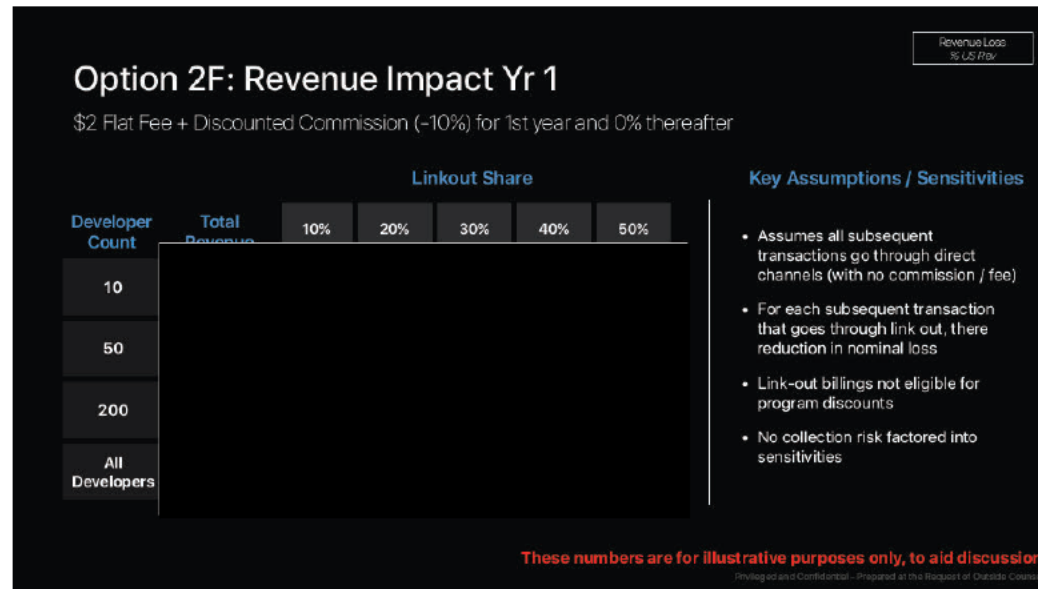 Revenue Loss
% US Rev
Option 2F: Revenue Impact Yr 1
$2 Flat Fee + Discounted Commission (-10%) for 1st year and 0% thereafter
Linkout Share
Key Assumptions / Sensitivities
Developer
Count
Total
Revenue
10%
20%
30%
40%
50%
10
50
200
All
Developers
• Assumes all subsequent
transactions go through direct
channels (with no commission / fee)
• For each subsequent transaction
that goes through link out, there
reduction in nominal loss
• Link-out billings not eligible for
program discounts
• No collection risk factored into
sensitivities
These numbers are for illustrative purposes only, to aid discussion
Privileged and Confidential – Prepared at the Request of Outside Couns